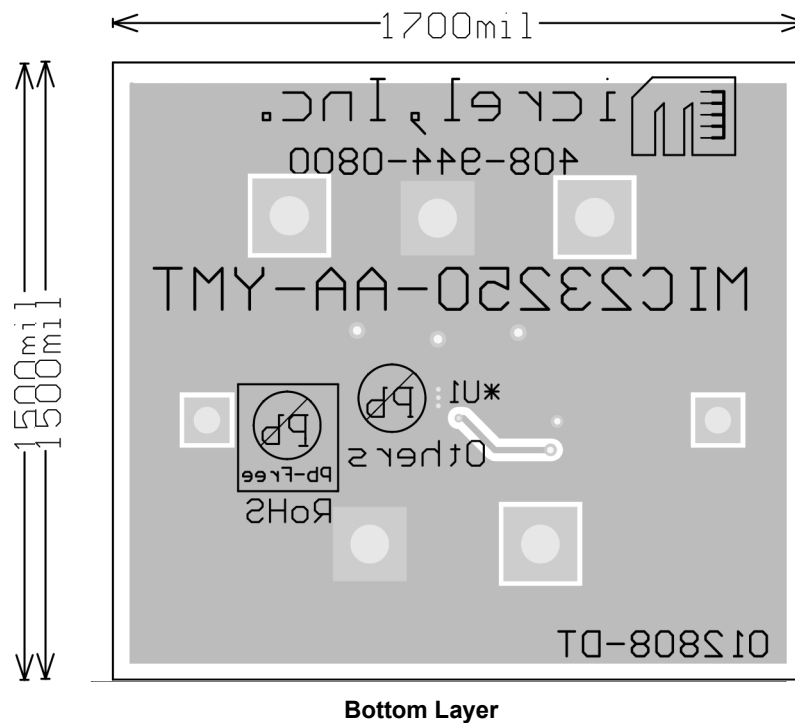 1700mil
1500mil
1500mil
icrel, Inc.
408-944-0800
MIC23250-AA-YMT
*U1
Pb
Pb
Pb-Free
Others
RoHS
012808-DT
Bottom Layer